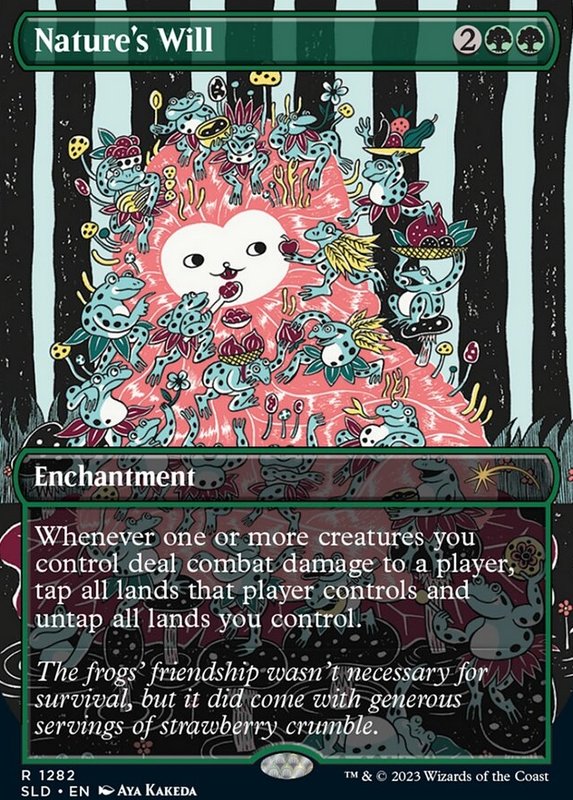 Nature's Will 2
Enchantment
Whenever one or more creatures you
control deal combat damage to a player,
tap all lands that player controls and
untap all lands you control.
The frogs' friendship wasn't necessary for
survival, but it did come with generous
servings of strawberry crumble.
R 1282
SLD • EN Aya Kakeda
™ & © 2023 Wizards of the Coast